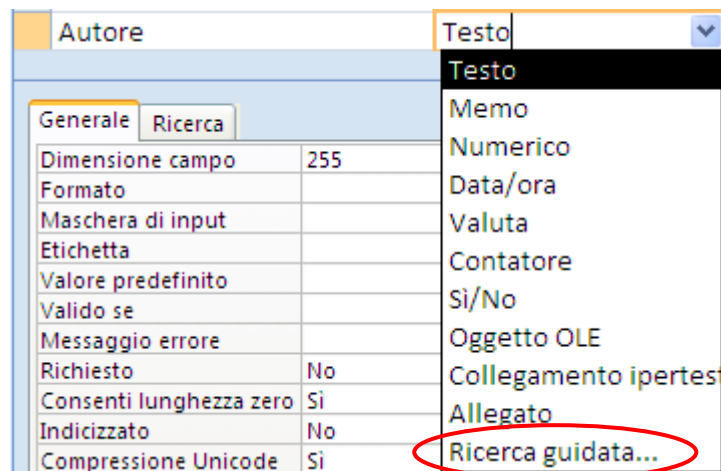 Autore Testo
Testo
Memo
Numerico
Data/ora
Valuta
Contatore
Sì/No
Oggetto OLE
Collegamento ipertest
Allegato
Ricerca guidata...
Generale Ricerca
Dimensione campo 255
Formato
Maschera di input
Etichetta
Valore predefinito
Valido se
Messaggio errore
Richiesto No
Consenti lunghezza zero Sì
Indicizzato No
Compressione Unicode Sì